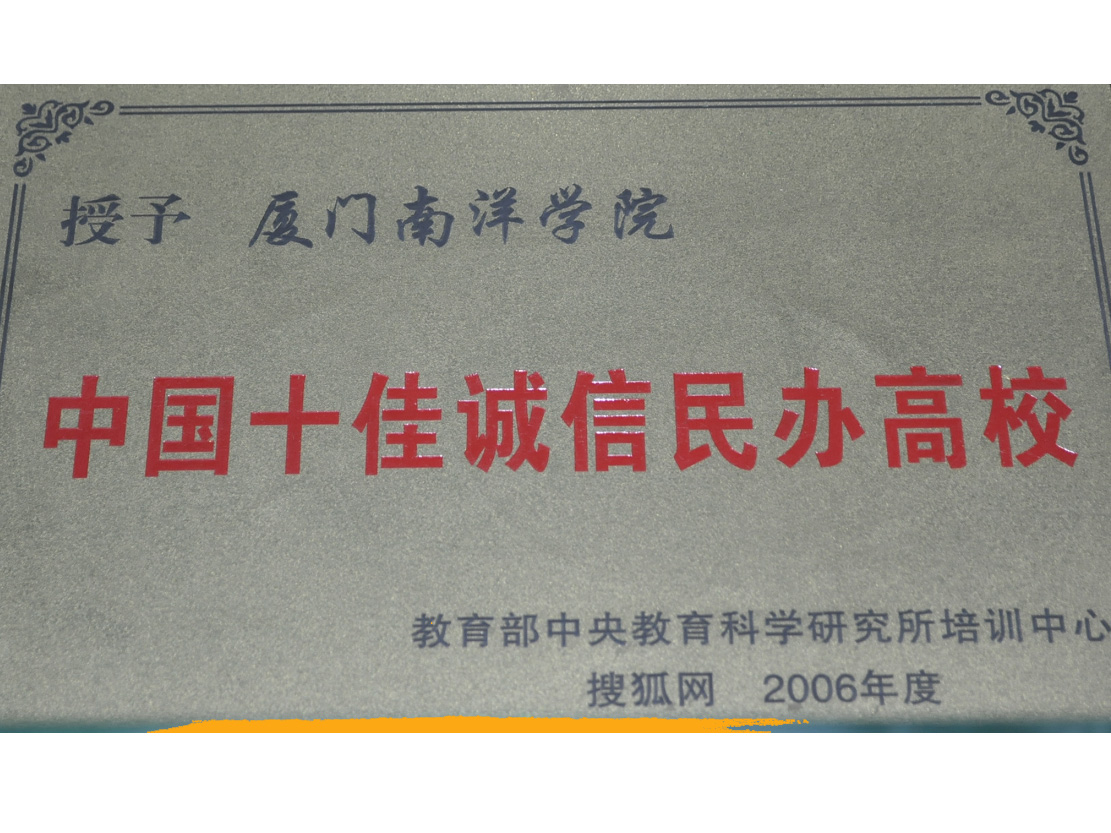 授予 厦门南洋学院
中国十佳诚信民办高校
教育部中央教育科学研究所培训中心
搜狐网 2006年度